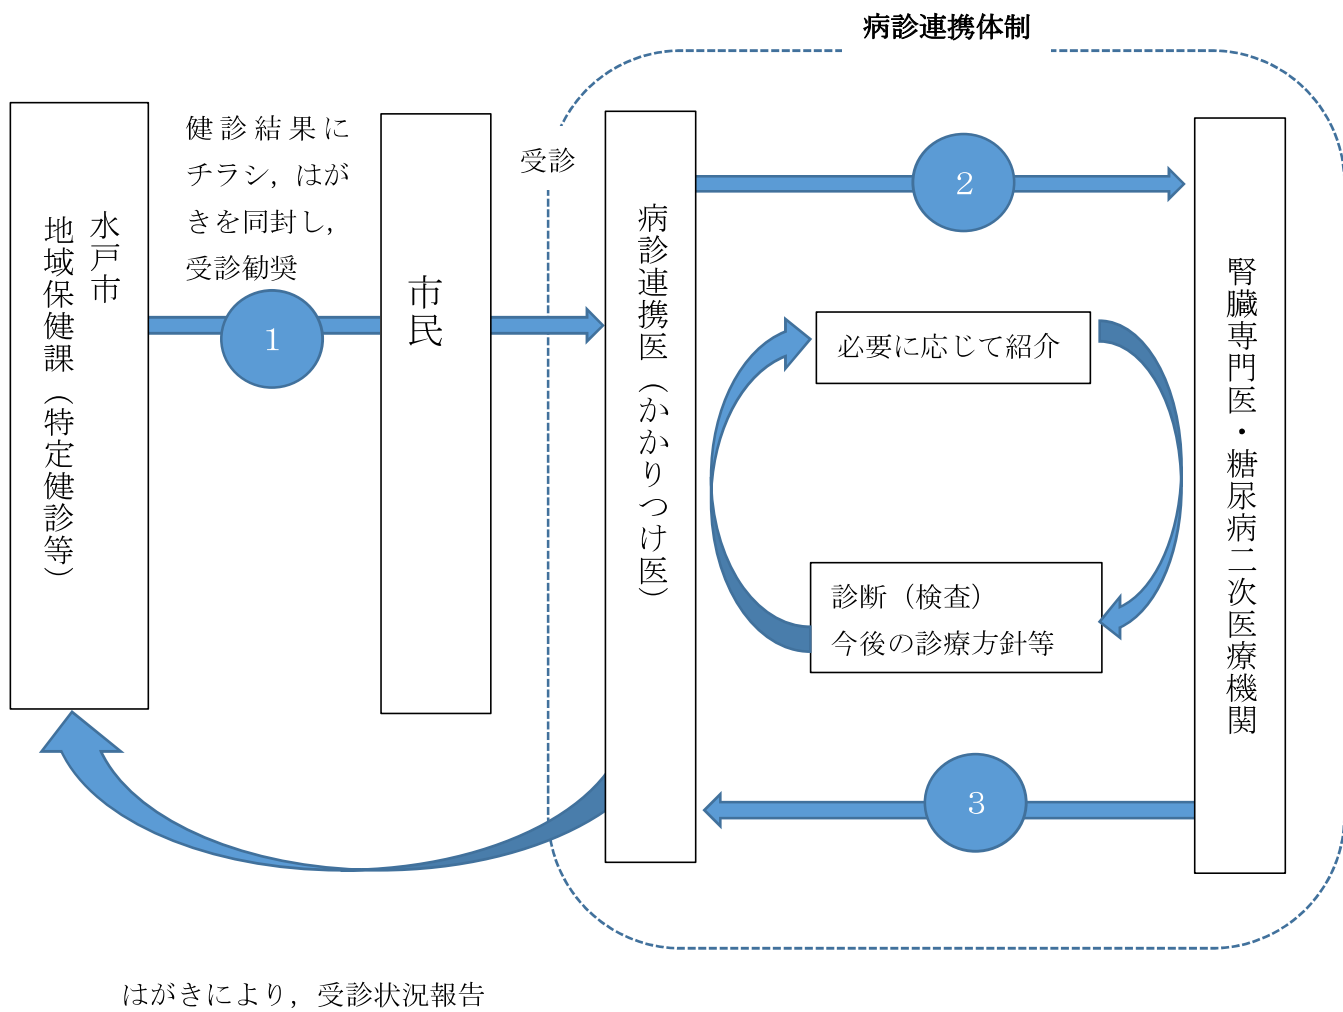 病診連携体制
水戸市
地域保健課（特定健診等）
健診結果に
チラシ，はが
きを同封し，
受診勧奨
1
市民
受診
病診連携医（かかりつけ医）
2
必要に応じて紹介
診断（検査）
今後の診療方針等
3
腎臓専門医・糖尿病二次医療機関
はがきにより，受診状況報告